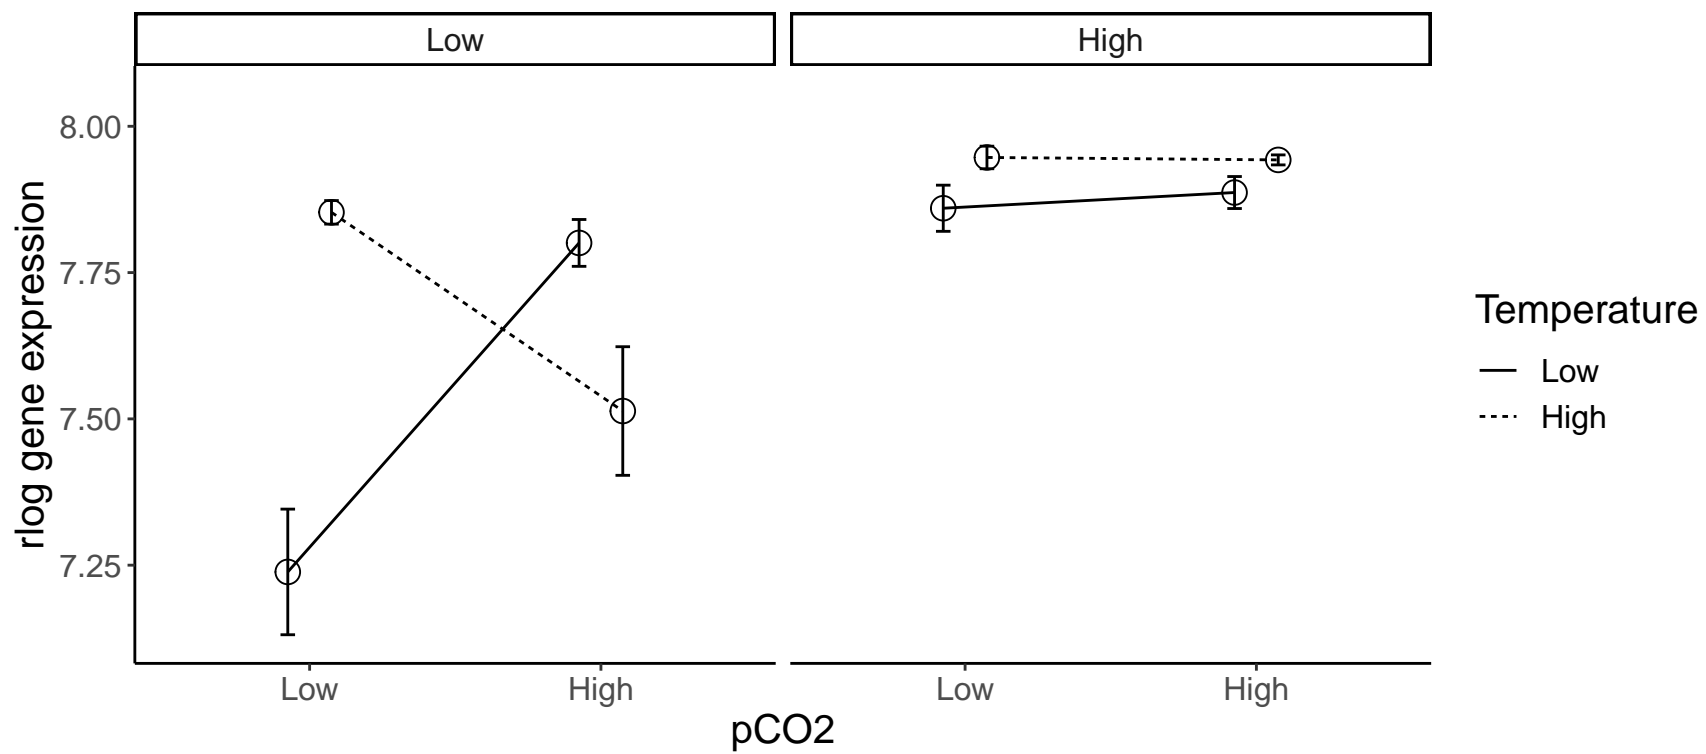 Low
High
8.00
7.75
7.50
7.25
rlog gene expression
Low
High
Low
High
pCO2
Temperature
Low
High